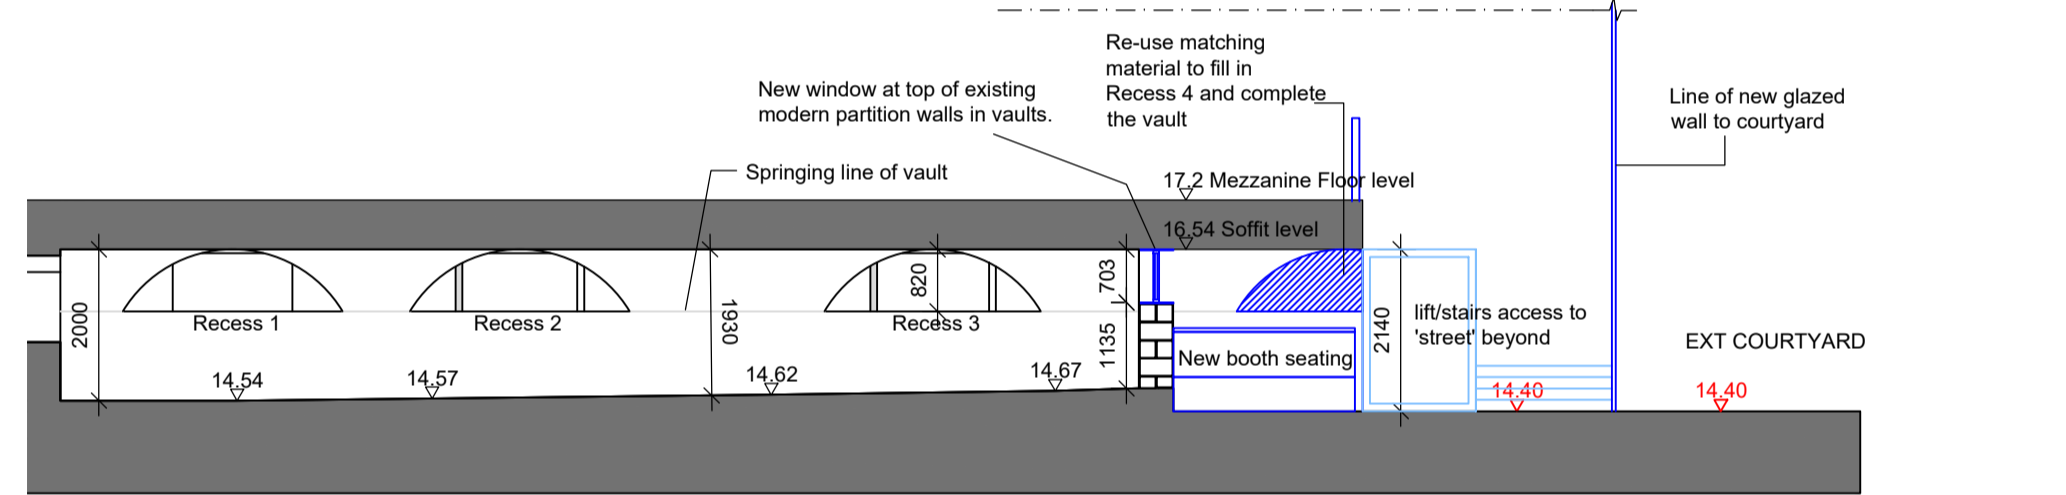 Re-use matching
material to fill in
Recess 4 and complete
the vault
New window at top of existing
modern partition walls in vaults.
Line of new glazed
wall to courtyard
Springing line of vault
17.2 Mezzanine Floor level
16.54 Soffit level
2000
Recess 1
Recess 2
1930
820
Recess 3
703
1135
New booth seating
2140
lift/stairs access to
'street' beyond
EXT COURTYARD
14.54
14.57
14.62
14.67
14.40
14.40